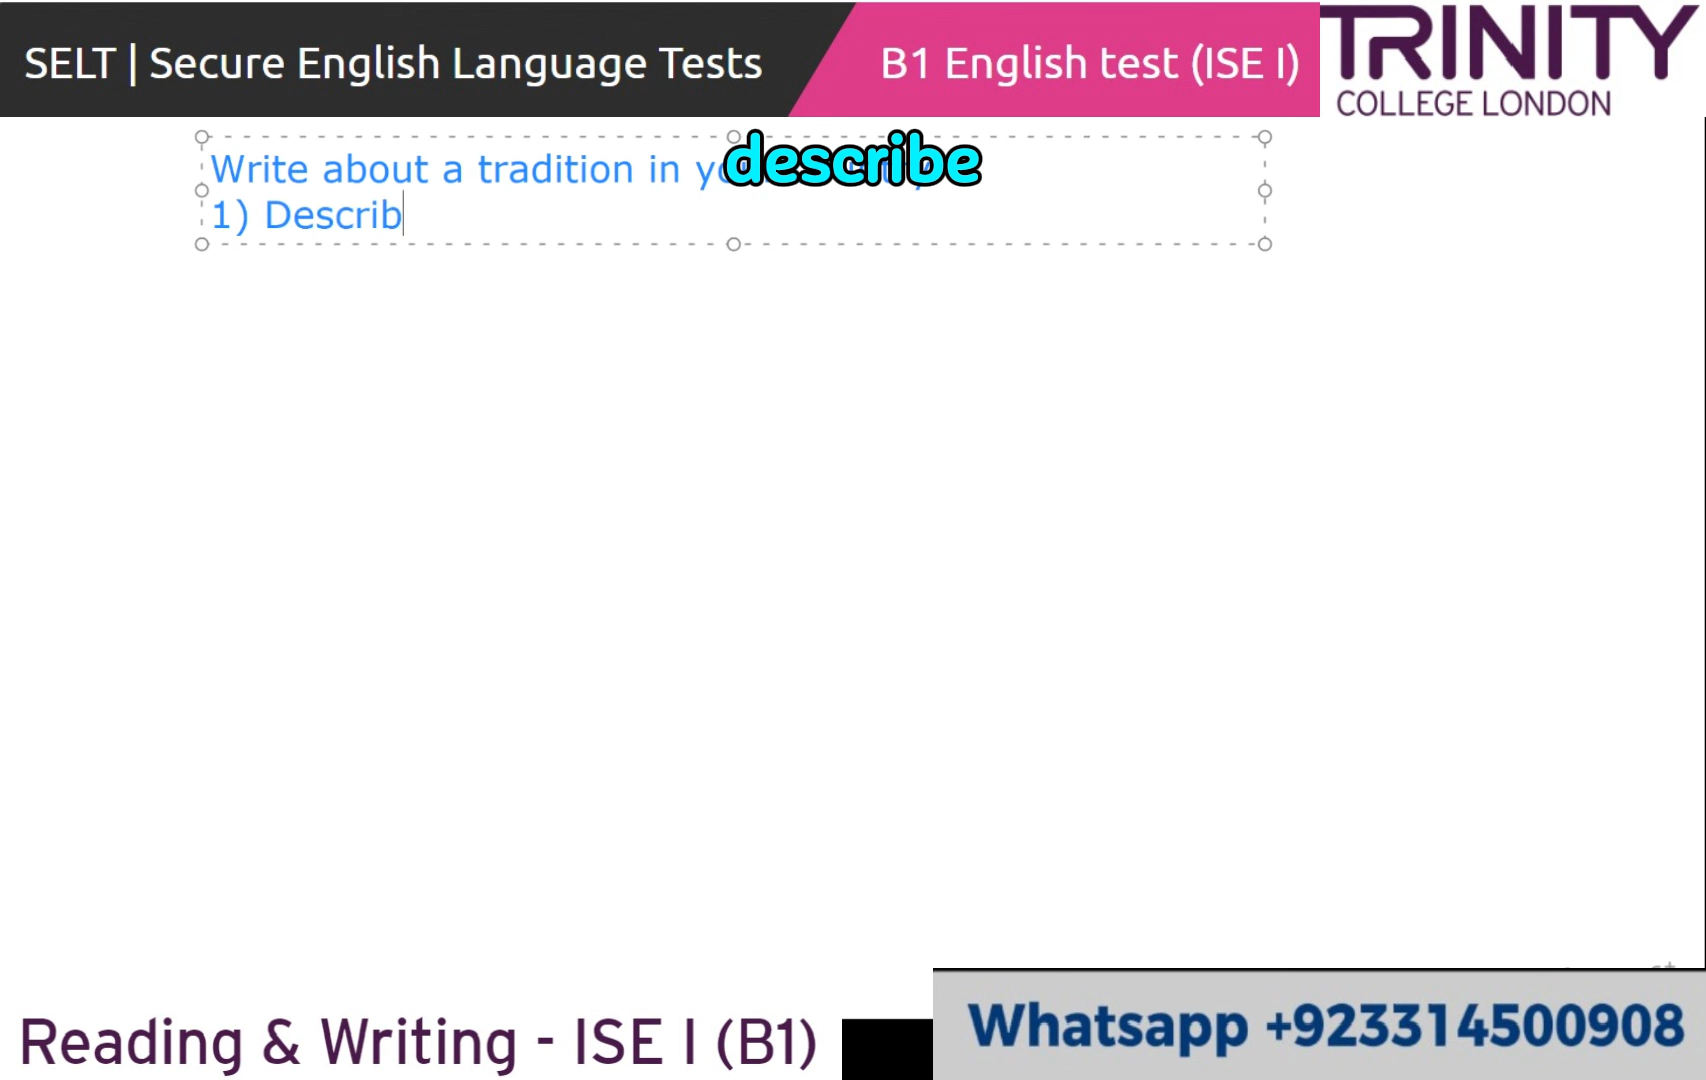 SELT | Secure English Language Tests
B1 English test (ISE I)
TRINITY
COLLEGE LONDON
Write about a tradition in
describe
1) Describ
Reading & Writing - ISE I (B1)
Whatsapp +923314500908